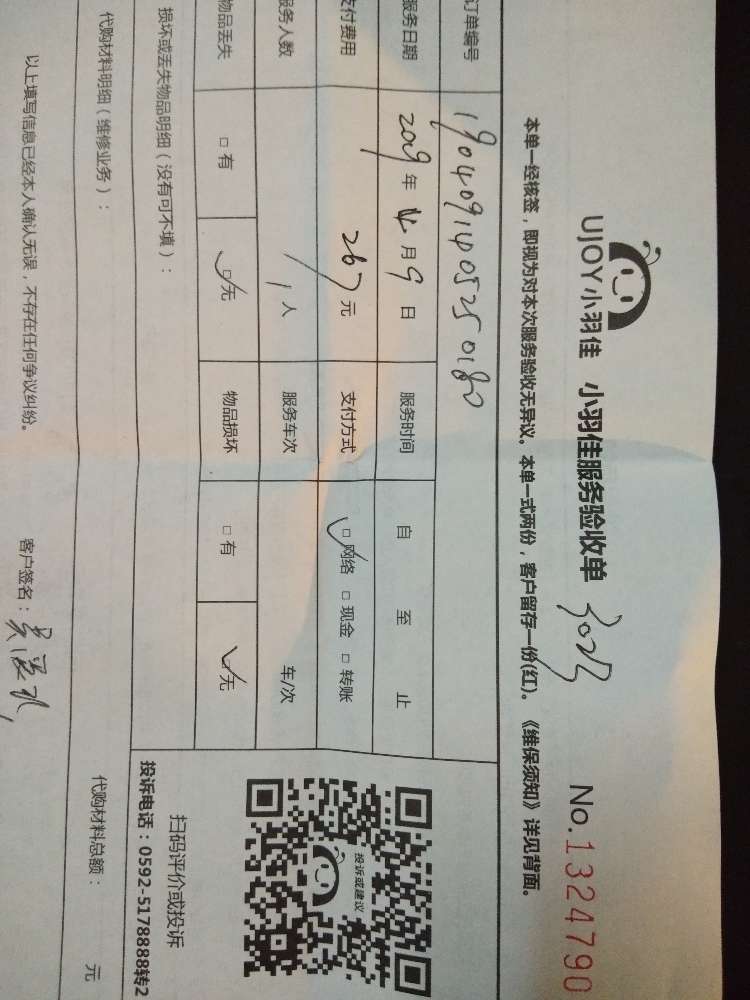 UJOY小羽佳 小羽佳服务验收单 No.1324790
本单一经核签，即视为对本次服务验收无异议。本单一式两份，客户留存一份(红)。《维保须知》详见背面。
订单编号 1904091405250180
服务日期 2019年 4月 9日 服务时间 自 至 止
支付费用 267元 支付方式 ☑网络 □现金 □转账
服务人数 1人 服务车次 车/次
物品丢失 □有 ☑无 物品损坏 □有 ☑无
损坏或丢失物品明细（没有可不填）：
投诉或建议
扫码评价或投诉
投诉电话：0592-5178888转2
代购材料明细（维修业务）： 代购材料总额： 元
以上填写信息已经本人确认无误，不存在任何争议纠纷。 客户签名：